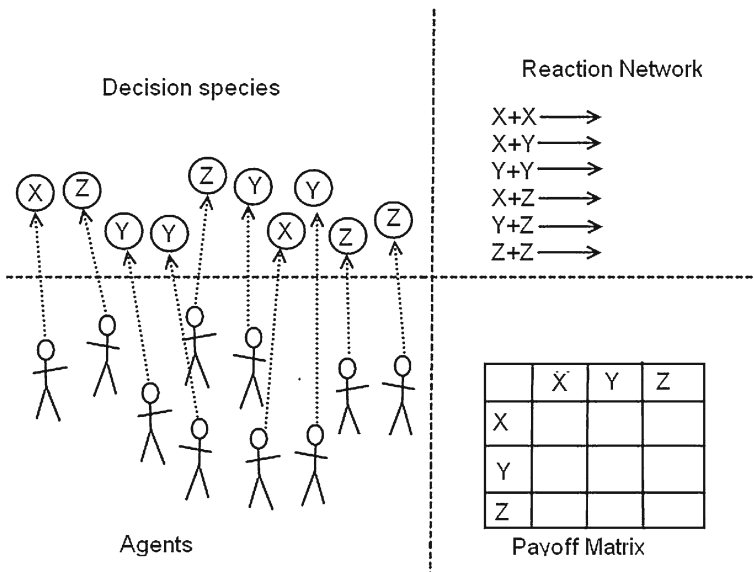 Decision species
X Z Y Y Z Y X Y Z Z
Agents
Reaction Network
X+X
X+Y
Y+Y
X+Z
Y+Z
Z+Z
X Y Z
X
Y
Z
Payoff Matrix